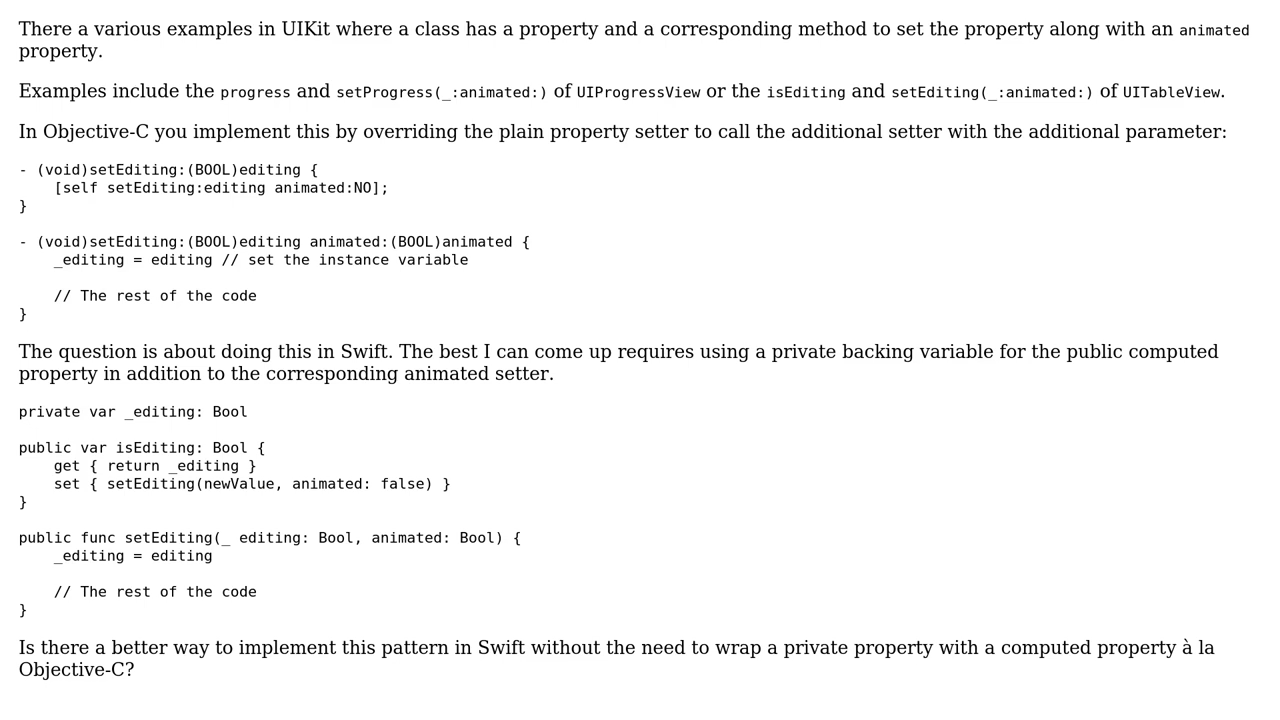 There a various examples in UIKit where a class has a property and a corresponding method to set the property along with an animated
property.
Examples include the progress and setProgress(_:animated:) of UIProgressView or the isEditing and setEditing(_:animated:) of UITableView.
In Objective-C you implement this by overriding the plain property setter to call the additional setter with the additional parameter:
- (void)setEditing:(BOOL)editing {
    [self setEditing:editing animated:NO];
}
- (void)setEditing:(BOOL)editing animated:(BOOL)animated {
    _editing = editing // set the instance variable
    // The rest of the code
}
The question is about doing this in Swift. The best I can come up requires using a private backing variable for the public computed
property in addition to the corresponding animated setter.
private var _editing: Bool
public var isEditing: Bool {
    get { return _editing }
    set { setEditing(newValue, animated: false) }
}
public func setEditing(_ editing: Bool, animated: Bool) {
    _editing = editing
    // The rest of the code
}
Is there a better way to implement this pattern in Swift without the need to wrap a private property with a computed property à la
Objective-C?